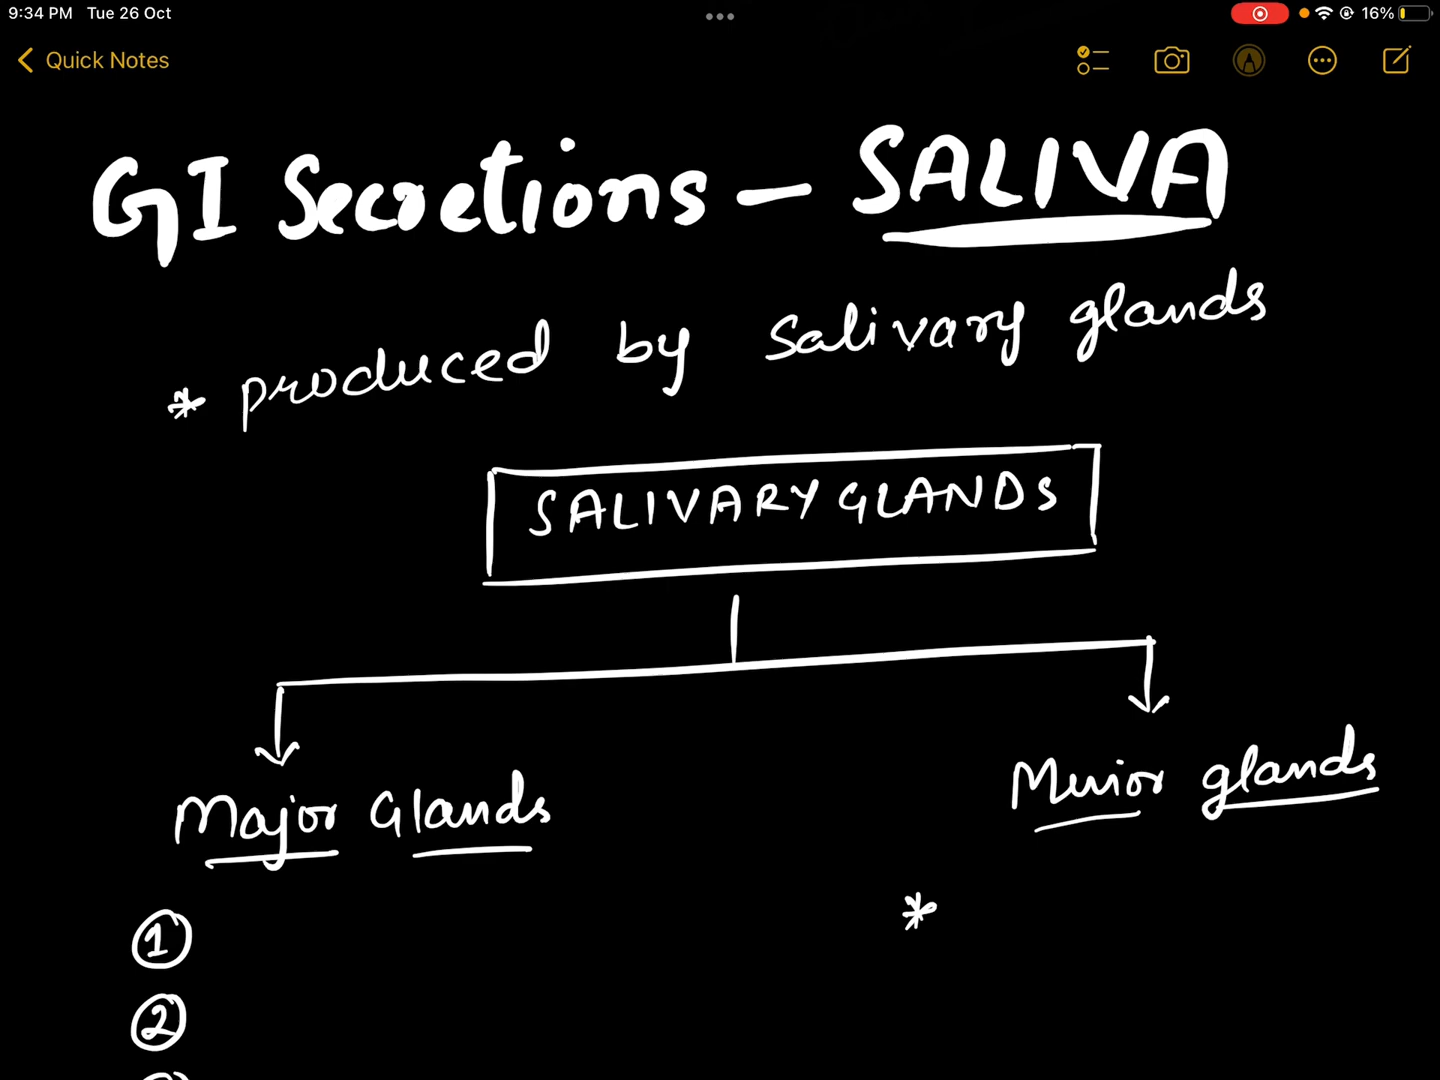 9:34 PM Tue 26 Oct
16%
Quick Notes
GI Secretions - SALIVA
* produced by salivary glands
SALIVARY GLANDS
Major Glands
Minor glands
①
*
②